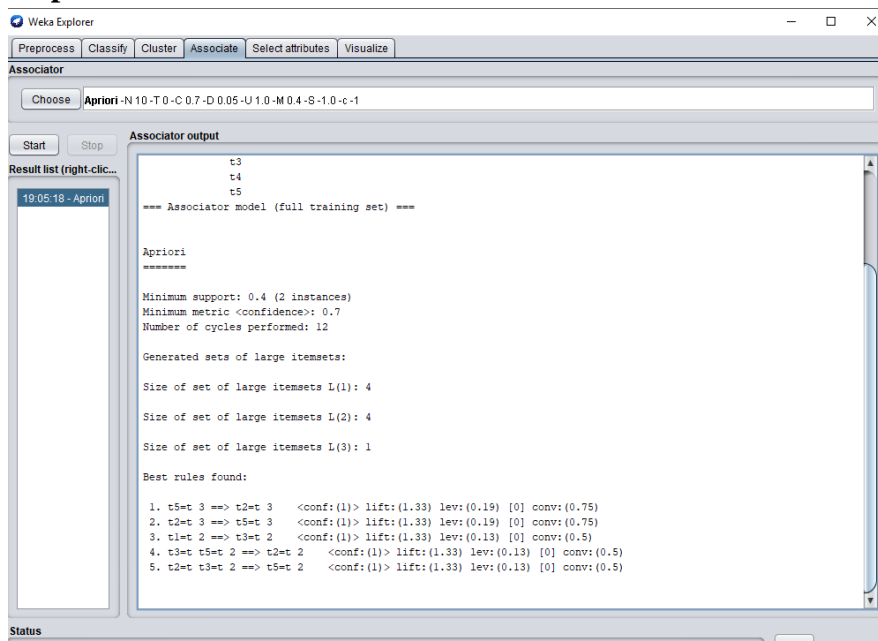 Weka Explorer
Preprocess Classify Cluster Associate Select attributes Visualize
Associator
Choose Apriori -N 10 -T 0 -C 0.7 -D 0.05 -U 1.0 -M 0.4 -S -1.0 -c -1
Start Stop
Associator output
Result list (right-clic...
19:05:18 - Apriori
t3
t4
t5
=== Associator model (full training set) ===
Apriori
=======
Minimum support: 0.4 (2 instances)
Minimum metric <confidence>: 0.7
Number of cycles performed: 12
Generated sets of large itemsets:
Size of set of large itemsets L(1): 4
Size of set of large itemsets L(2): 4
Size of set of large itemsets L(3): 1
Best rules found:
1. t5=t 3 ==> t2=t 3 <conf:(1)> lift:(1.33) lev:(0.19) [0] conv:(0.75)
2. t2=t 3 ==> t5=t 3 <conf:(1)> lift:(1.33) lev:(0.19) [0] conv:(0.75)
3. t1=t 2 ==> t3=t 2 <conf:(1)> lift:(1.33) lev:(0.13) [0] conv:(0.5)
4. t3=t t5=t 2 ==> t2=t 2 <conf:(1)> lift:(1.33) lev:(0.13) [0] conv:(0.5)
5. t2=t t3=t 2 ==> t5=t 2 <conf:(1)> lift:(1.33) lev:(0.13) [0] conv:(0.5)
Status